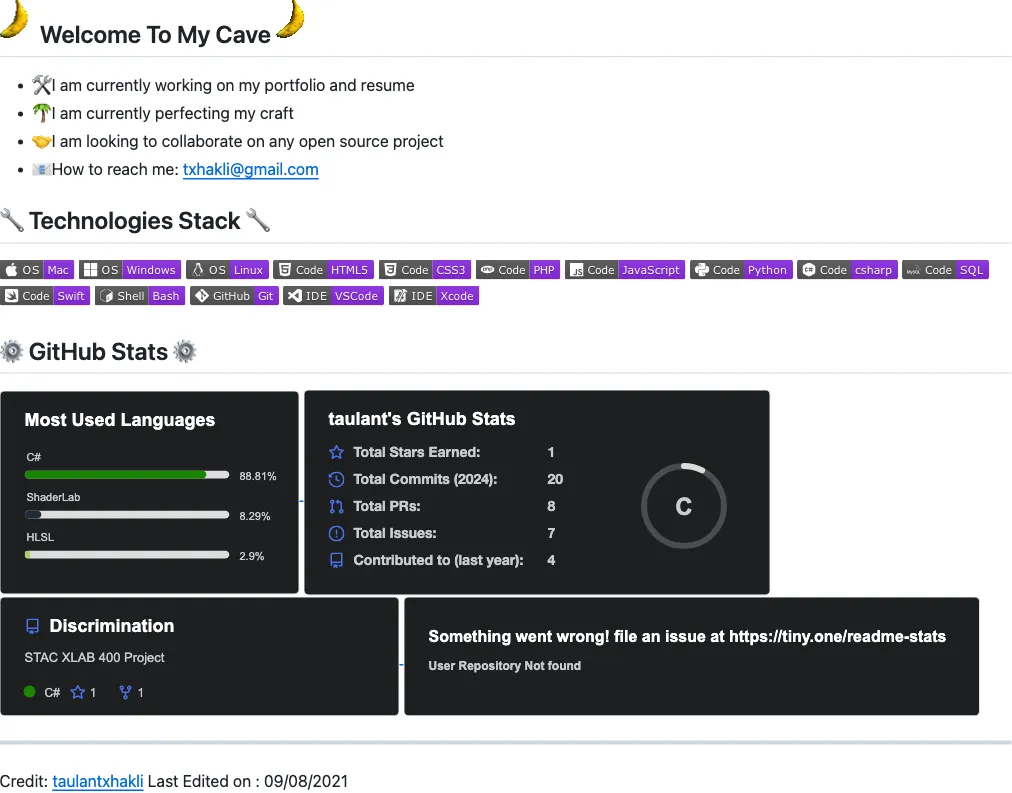 Welcome To My Cave
I am currently working on my portfolio and resume
I am currently perfecting my craft
I am looking to collaborate on any open source project
How to reach me: txhakli@gmail.com
Technologies Stack
OS Mac OS Windows OS Linux Code HTML5 Code CSS3 Code PHP Code JavaScript Code Python Code csharp Code SQL
Code Swift Shell Bash GitHub Git IDE VSCode IDE Xcode
GitHub Stats
Most Used Languages
C#
88.81%
ShaderLab
8.29%
HLSL
2.9%
taulant's GitHub Stats
Total Stars Earned: 1
Total Commits (2024): 20
Total PRs: 8
Total Issues: 7
Contributed to (last year): 4
C
Discrimination
STAC XLAB 400 Project
C# 1 1
Something went wrong! file an issue at https://tiny.one/readme-stats
User Repository Not found
Credit: taulantxhakli Last Edited on : 09/08/2021